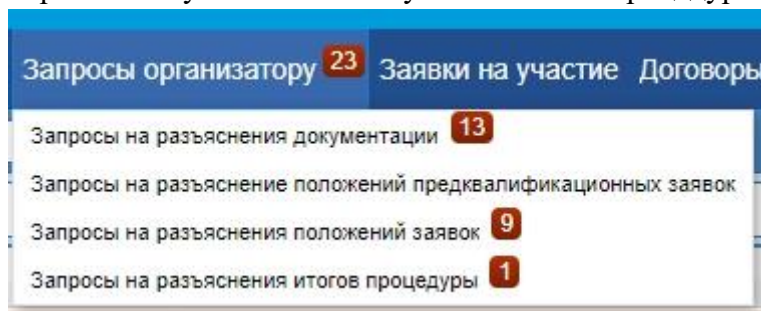 Запросы организатору 23 Заявки на участие Договоры
Запросы на разъяснения документации 13
Запросы на разъяснение положений предквалификационных заявок
Запросы на разъяснения положений заявок 9
Запросы на разъяснения итогов процедуры 1